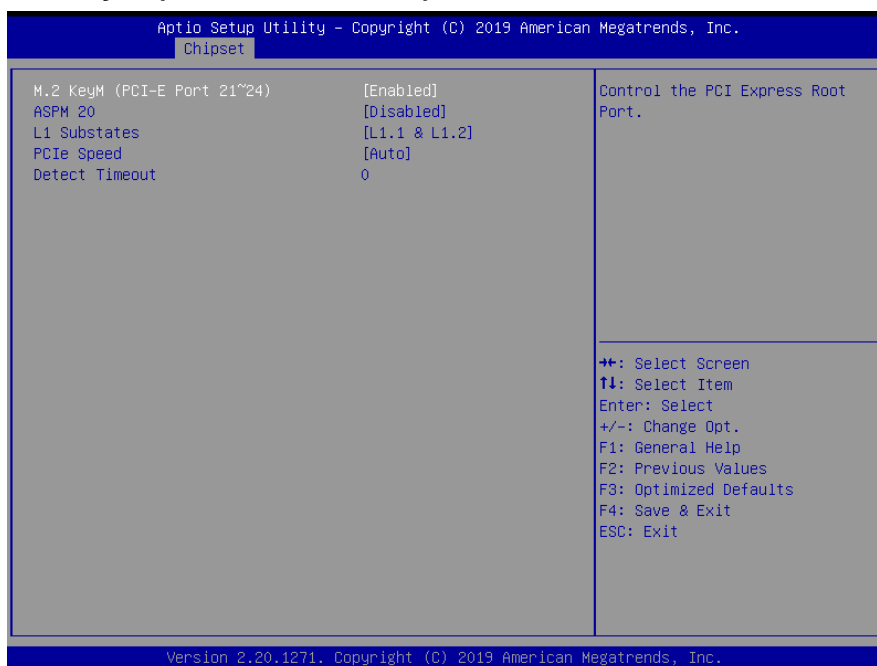 Aptio Setup Utility – Copyright (C) 2019 American Megatrends, Inc.
Chipset
M.2 KeyM (PCI-E Port 21~24) [Enabled]
ASPM 20 [Disabled]
L1 Substates [L1.1 & L1.2]
PCIe Speed [Auto]
Detect Timeout 0
Control the PCI Express Root
Port.
→←: Select Screen
↑↓: Select Item
Enter: Select
+/-: Change Opt.
F1: General Help
F2: Previous Values
F3: Optimized Defaults
F4: Save & Exit
ESC: Exit
Version 2.20.1271. Copyright (C) 2019 American Megatrends, Inc.